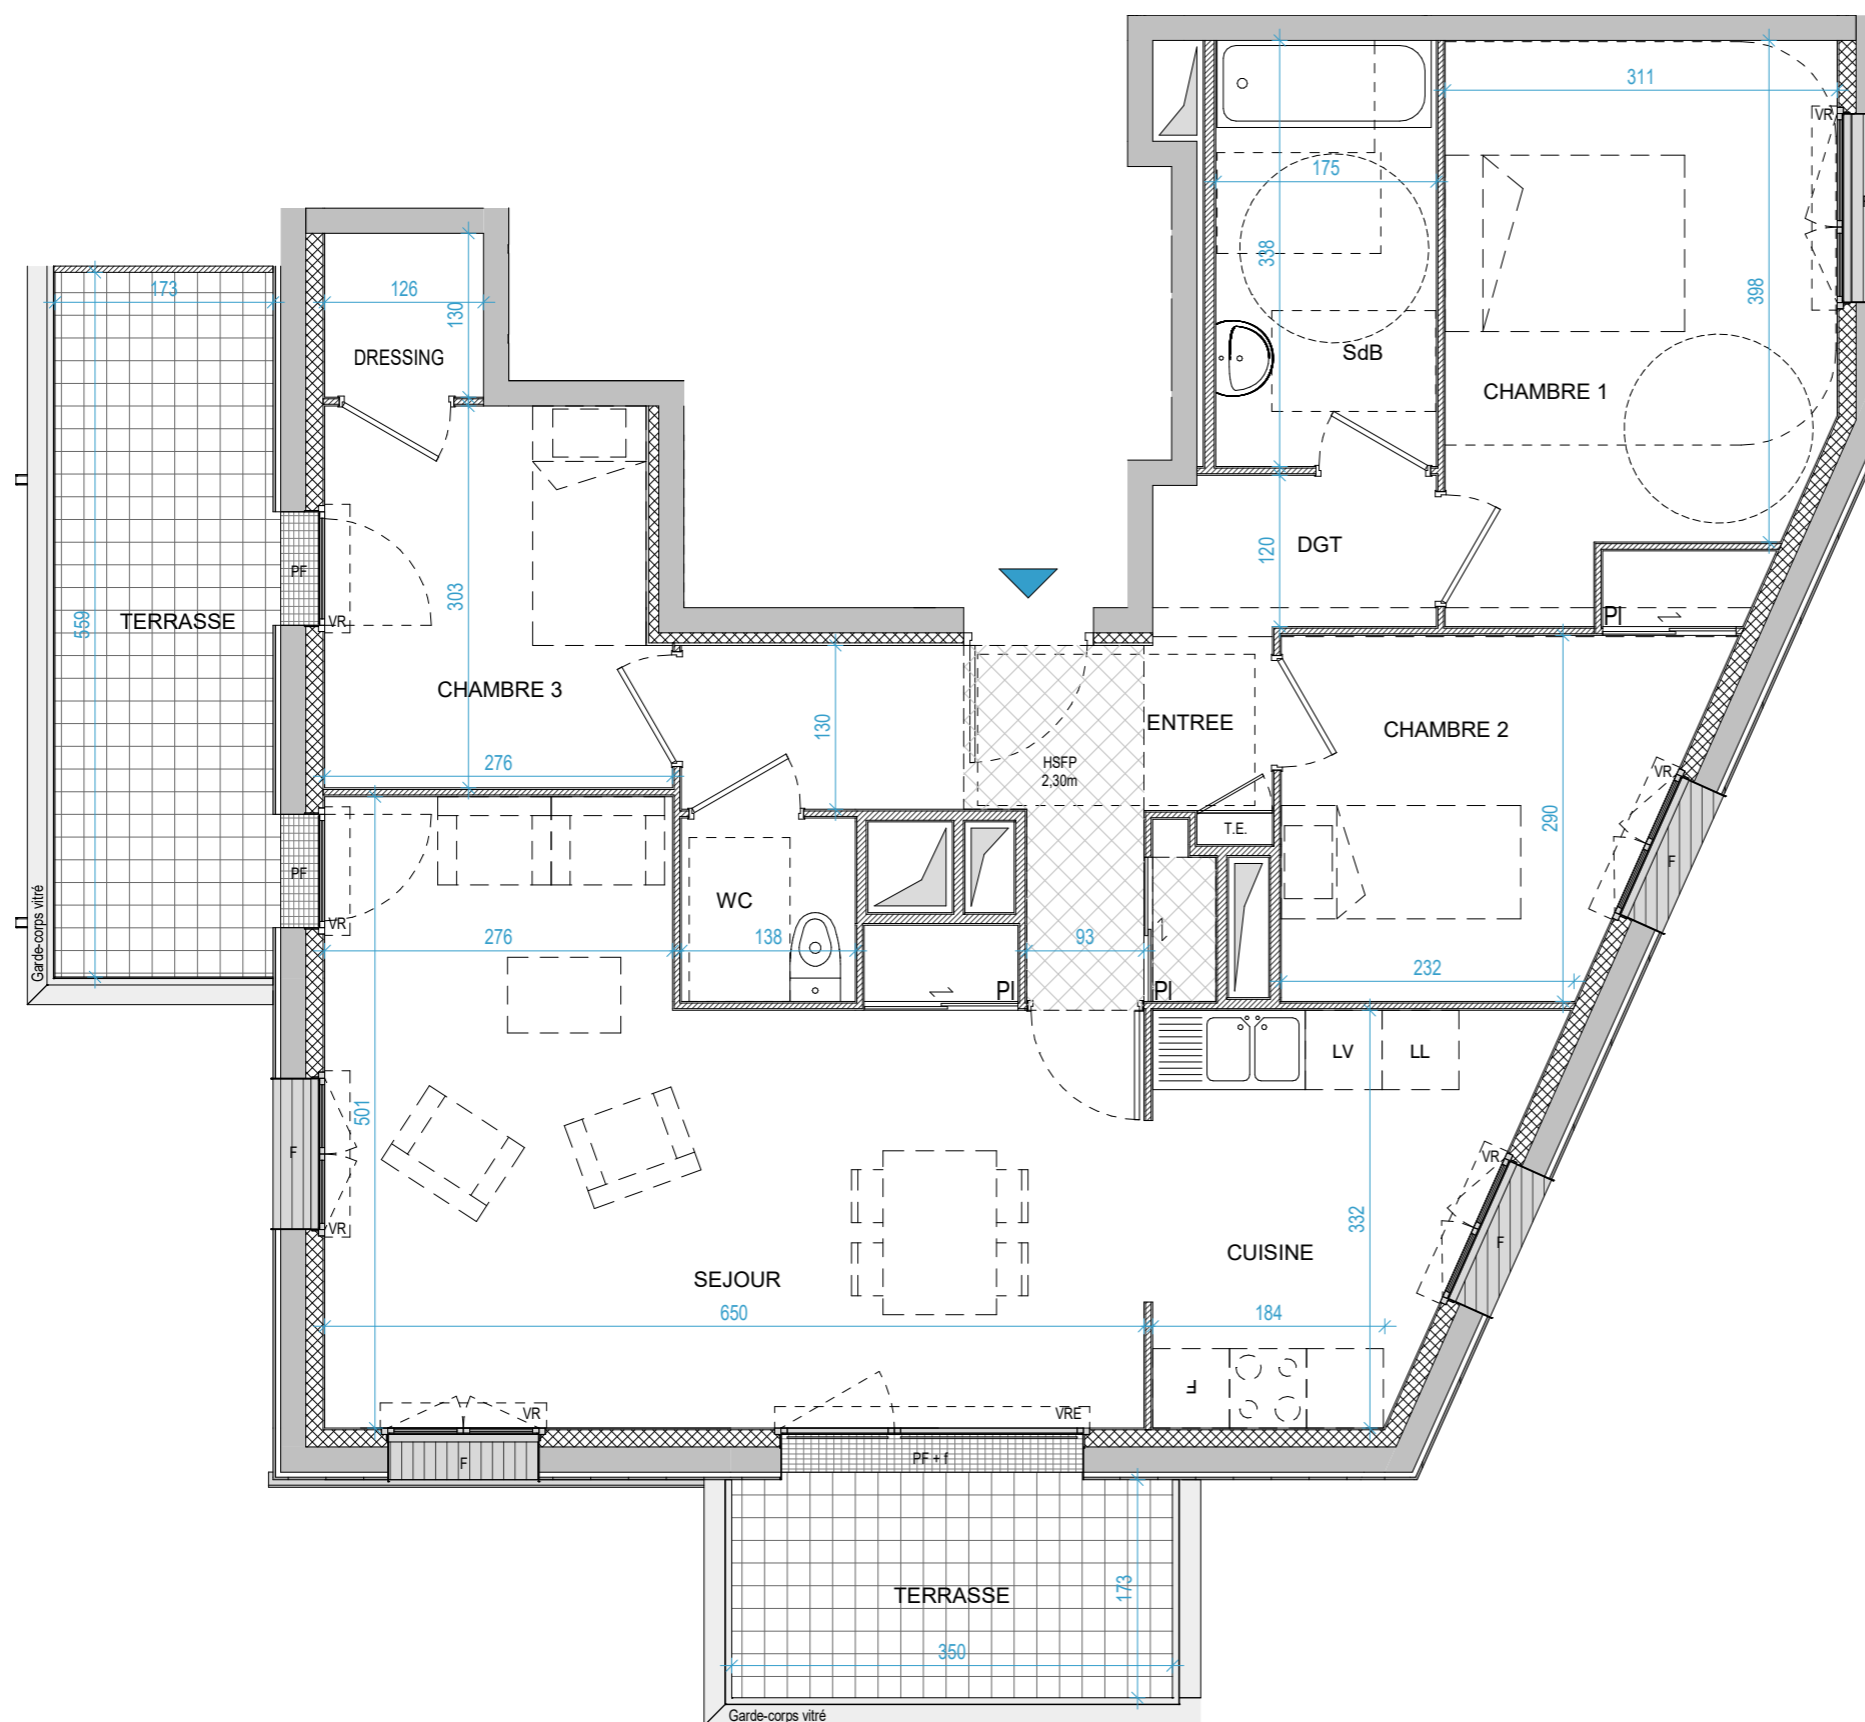 311
VR
175
338
398
173
126
130
DRESSING
SdB
CHAMBRE 1
DGT
120
PF
303
559
TERRASSE
VR
PI
CHAMBRE 3
130
ENTREE
HSFP
2,30m
CHAMBRE 2
276
VR
290
T.E.
F
PF
WC
VR
Garde-corps vitré
276
138
93
232
PI
PI
LV
LL
501
F
VR
VR
F
332
CUISINE
SEJOUR
650
184
F
VR
VRE
F
PF + f
TERRASSE
173
350
Garde-corps vitré